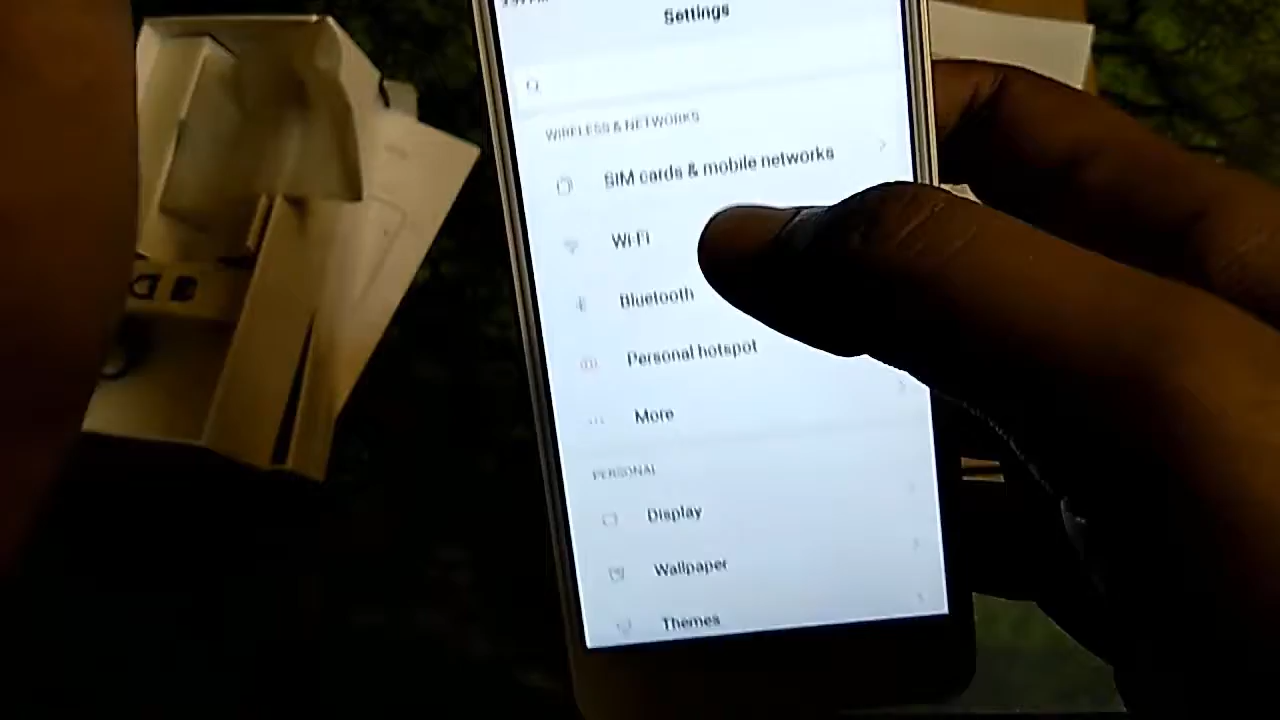 Settings
WIRELESS & NETWORKS
SIM cards & mobile networks
Wi-Fi
Bluetooth
Personal hotspot
More
PERSONAL
Display
Wallpaper
Themes